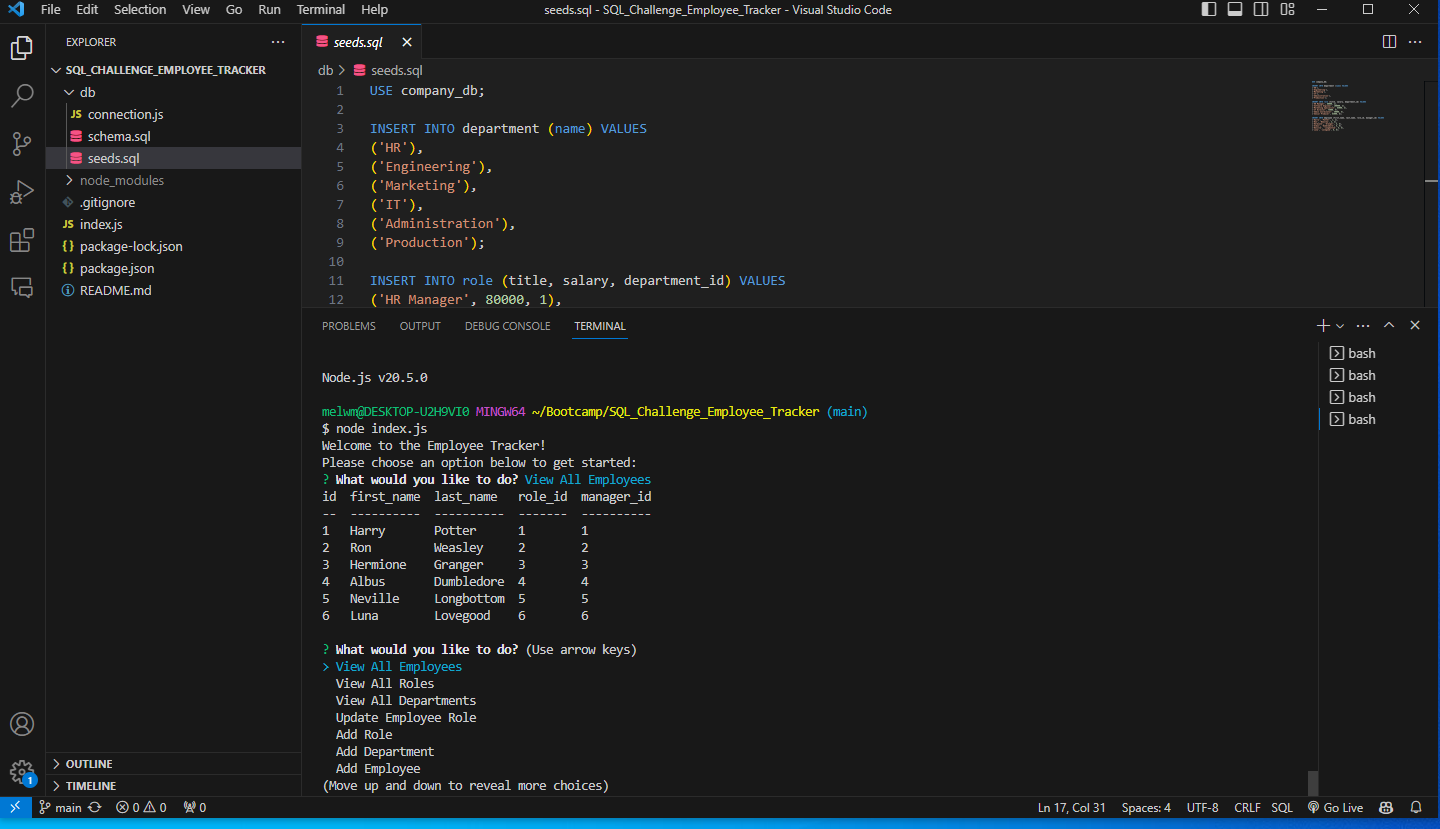 File Edit Selection View Go Run Terminal Help seeds.sql - SQL_Challenge_Employee_Tracker - Visual Studio Code
EXPLORER ···
SQL_CHALLENGE_EMPLOYEE_TRACKER
db
JS connection.js
schema.sql
seeds.sql
node_modules
.gitignore
JS index.js
{} package-lock.json
{} package.json
README.md
OUTLINE
TIMELINE
seeds.sql
db > seeds.sql
1 USE company_db;
2
3 INSERT INTO department (name) VALUES
4 ('HR'),
5 ('Engineering'),
6 ('Marketing'),
7 ('IT'),
8 ('Administration'),
9 ('Production');
10
11 INSERT INTO role (title, salary, department_id) VALUES
12 ('HR Manager', 80000, 1),
PROBLEMS OUTPUT DEBUG CONSOLE TERMINAL
Node.js v20.5.0
melwm@DESKTOP-U2H9VI0 MINGW64 ~/Bootcamp/SQL_Challenge_Employee_Tracker (main)
$ node index.js
Welcome to the Employee Tracker!
Please choose an option below to get started:
? What would you like to do? View All Employees
id first_name last_name role_id manager_id
-- ---------- ---------- ------- ----------
1 Harry Potter 1 1
2 Ron Weasley 2 2
3 Hermione Granger 3 3
4 Albus Dumbledore 4 4
5 Neville Longbottom 5 5
6 Luna Lovegood 6 6
? What would you like to do? (Use arrow keys)
> View All Employees
View All Roles
View All Departments
Update Employee Role
Add Role
Add Department
Add Employee
(Move up and down to reveal more choices)
bash
bash
bash
bash
1
main 0 0 0 Ln 17, Col 31 Spaces: 4 UTF-8 CRLF SQL Go Live